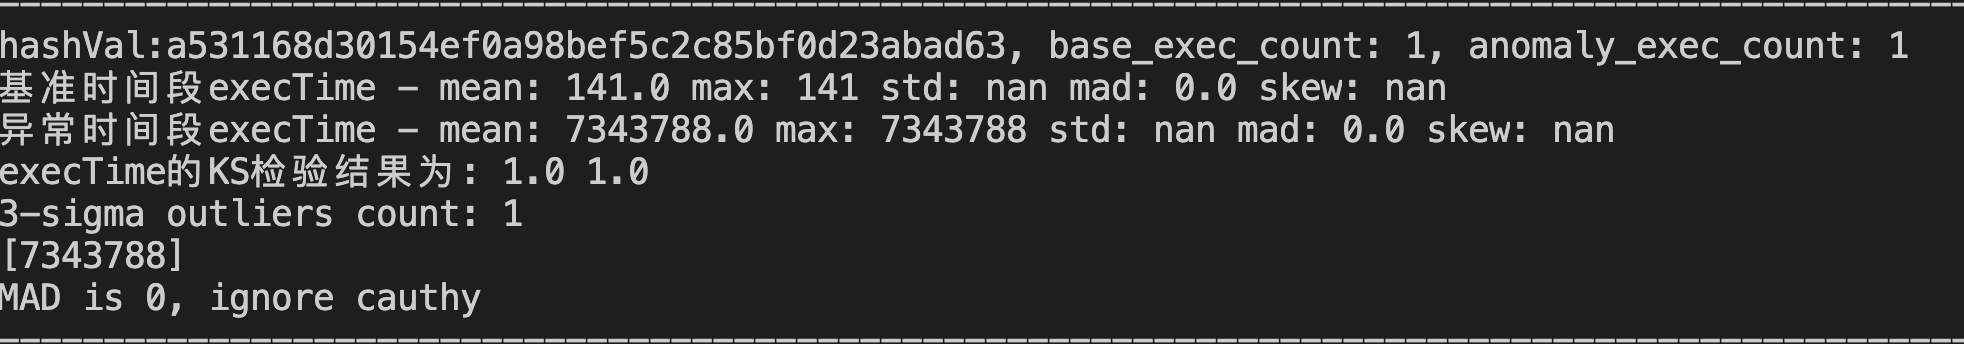 hashVal:a531168d30154ef0a98bef5c2c85bf0d23abad63, base_exec_count: 1, anomaly_exec_count: 1
基准时间段execTime - mean: 141.0 max: 141 std: nan mad: 0.0 skew: nan
异常时间段execTime - mean: 7343788.0 max: 7343788 std: nan mad: 0.0 skew: nan
execTime的KS检验结果为: 1.0 1.0
3-sigma outliers count: 1
[7343788]
MAD is 0, ignore cauthy